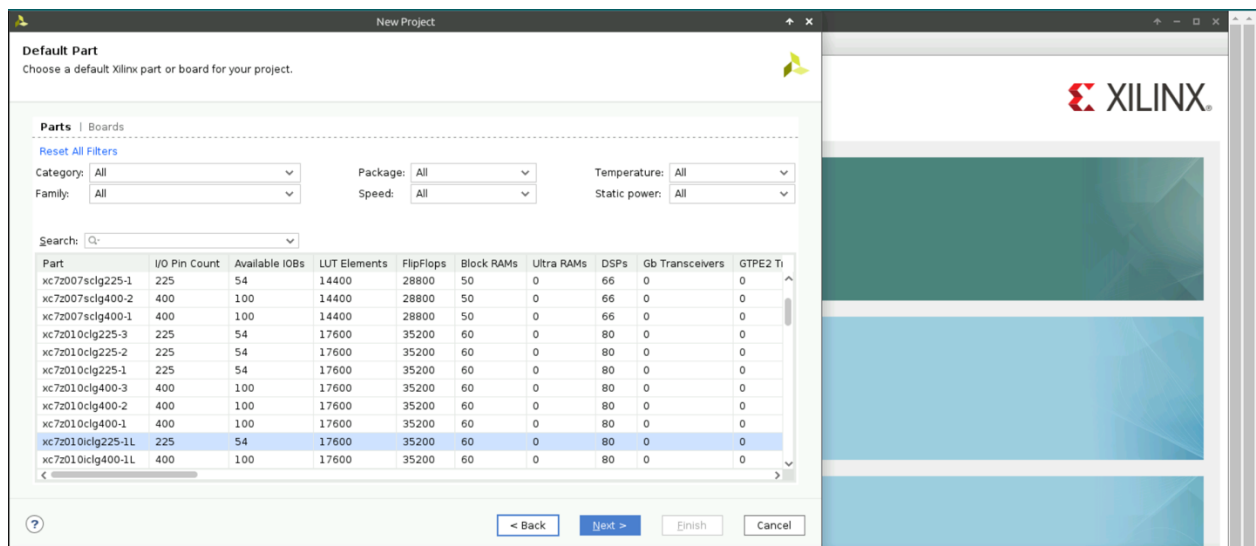 New Project
Default Part
Choose a default Xilinx part or board for your project.
XILINX®
Parts | Boards
Reset All Filters
Category: All Package: All Temperature: All
Family: All Speed: All Static power: All
Search:
Part I/O Pin Count Available IOBs LUT Elements FlipFlops Block RAMs Ultra RAMs DSPs Gb Transceivers GTPE2 Tr
xc7z007sclg225-1 225 54 14400 28800 50 0 66 0 0
xc7z007sclg400-2 400 100 14400 28800 50 0 66 0 0
xc7z007sclg400-1 400 100 14400 28800 50 0 66 0 0
xc7z010clg225-3 225 54 17600 35200 60 0 80 0 0
xc7z010clg225-2 225 54 17600 35200 60 0 80 0 0
xc7z010clg225-1 225 54 17600 35200 60 0 80 0 0
xc7z010clg400-3 400 100 17600 35200 60 0 80 0 0
xc7z010clg400-2 400 100 17600 35200 60 0 80 0 0
xc7z010clg400-1 400 100 17600 35200 60 0 80 0 0
xc7z010iclg225-1L 225 54 17600 35200 60 0 80 0 0
xc7z010iclg400-1L 400 100 17600 35200 60 0 80 0 0
? < Back Next > Finish Cancel